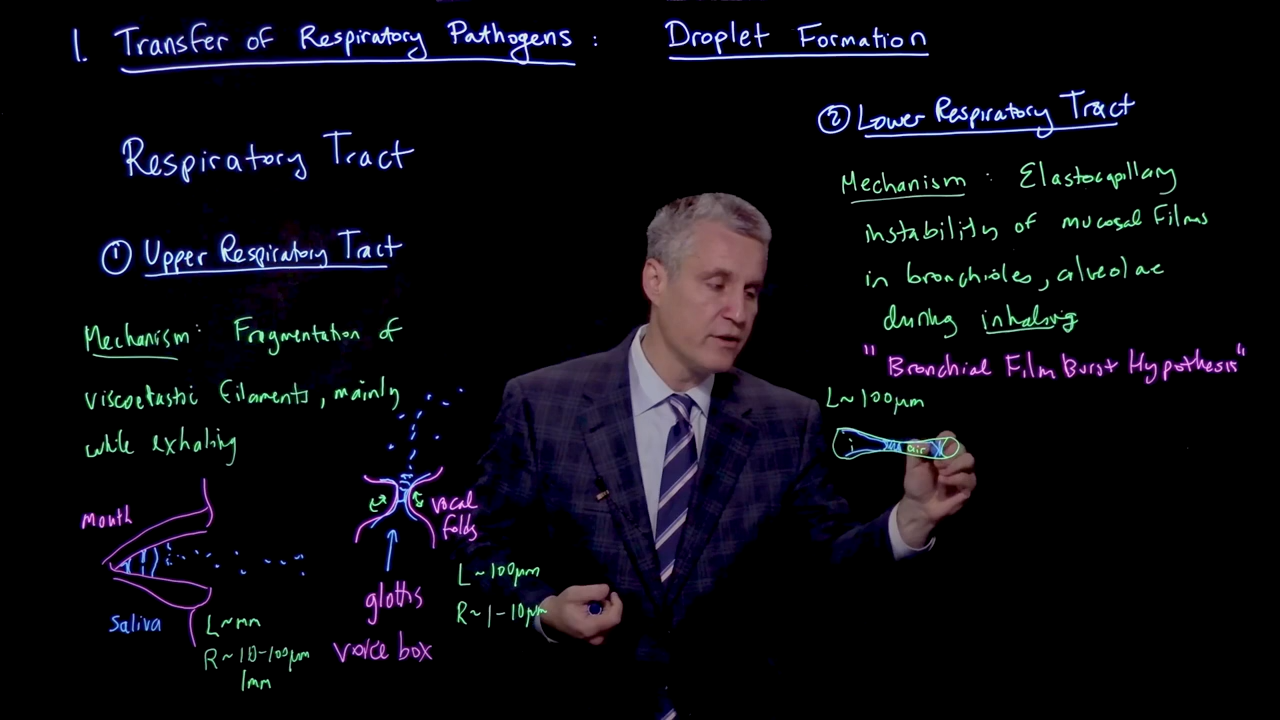 1. Transfer of Respiratory Pathogens : Droplet Formation
Respiratory Tract
① Upper Respiratory Tract
Mechanism: Fragmentation of
viscoelastic filaments, mainly
while exhaling
Mouth
Saliva
L~mm
R~10-100μm
1mm
vocal
folds
glottis
voice box
L~100μm
R~1-10μm
② Lower Respiratory Tract
Mechanism : Elastocapillary
instability of mucosal films
in bronchioles, alveolae
during inhaling
"Bronchial Film Burst Hypothesis"
L~100μm
air